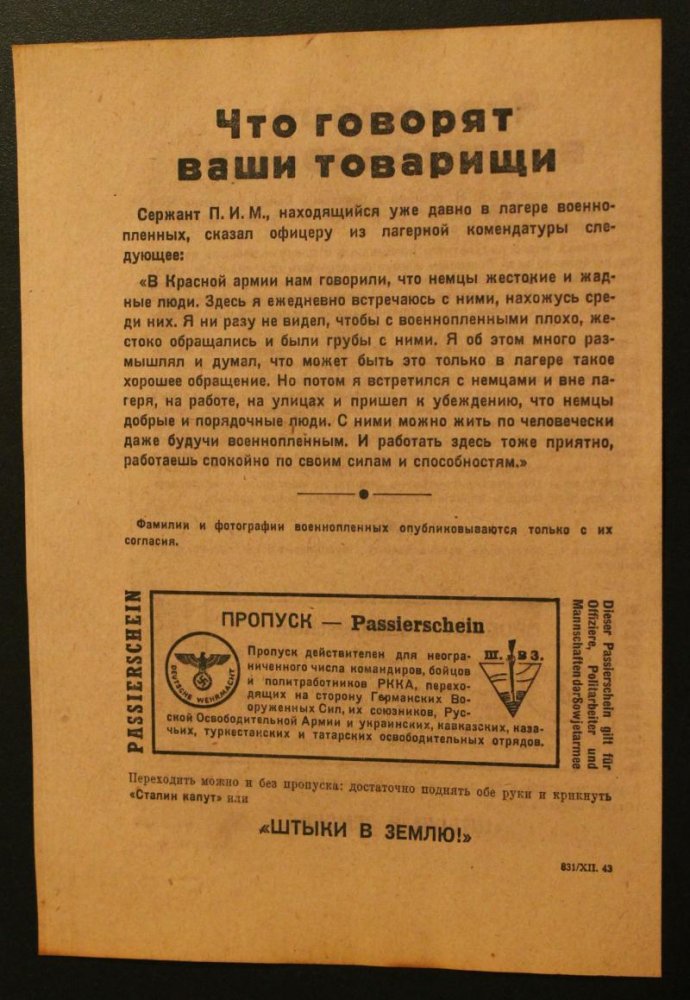 Что говорят
ваши товарищи
Сержант П. И. М., находящийся уже давно в лагере военно-
пленных, сказал офицеру из лагерной комендатуры сле-
дующее:
«В Красной армии нам говорили, что немцы жестокие и жад-
ные люди. Здесь я ежедневно встречаюсь с ними, нахожусь сре-
ди них. Я ни разу не видел, чтобы с военнопленными плохо, же-
стоко обращались и были грубы с ними. Я об этом много раз-
мышлял и думал, что может быть это только в лагере такое
хорошее обращение. Но потом я встретился с немцами и вне ла-
геря, на работе, на улицах и пришел к убеждению, что немцы
добрые и порядочные люди. С ними можно жить по человечески
даже будучи военнопленным. И работать здесь тоже приятно,
работаешь спокойно по своим силам и способностям.»
Фамилии и фотографии военнопленных опубликовываются только с их
согласия.
PASSIERSCHEIN
ПРОПУСК — Passierschein
DEUTSCHE WEHRMACHT
Пропуск действителен для неогра-
ниченного числа командиров, бойцов
и политработников РККА, перехо-
дящих на сторону Германских Во-
оруженных Сил, их союзников, Рус-
ской Освободительной Армии и украинских, кавказских, каза-
чьих, туркестанских и татарских освободительных отрядов.
Ш. В З.
Dieser Passierschein gilt für
Offiziere, Politarbeiter und
Mannschaften der Sowjetarmee
Переходить можно и без пропуска: достаточно поднять обе руки и крикнуть
«Сталин капут» или
«ШТЫКИ В ЗЕМЛЮ!»
831/XII. 43